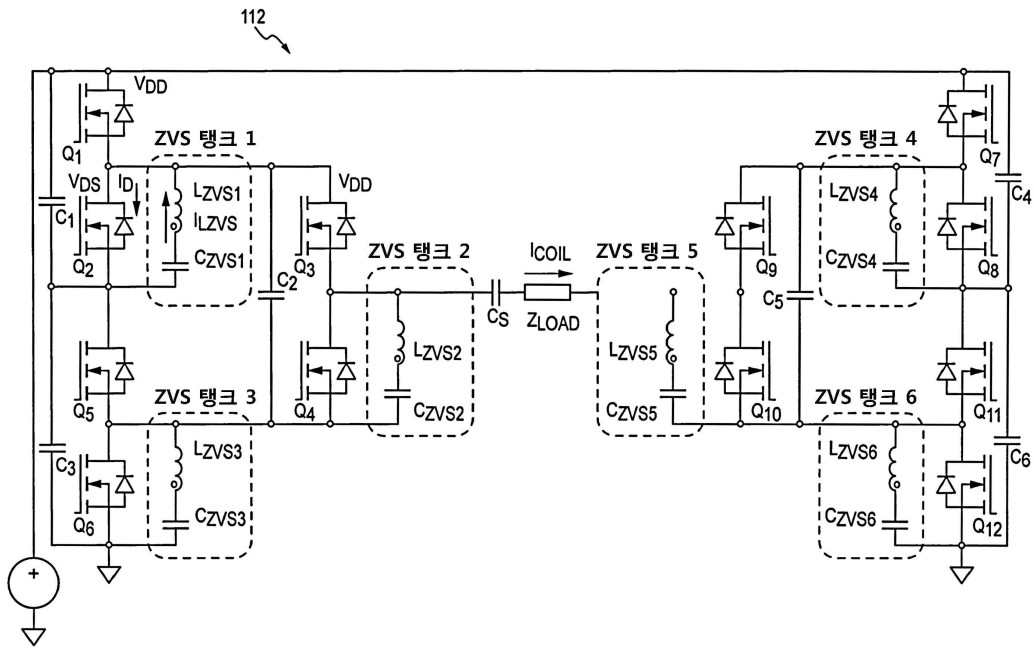 112
VDD
Q1
ZVS 탱크 1
ZVS 탱크 4
Q7
VDS
ID
LZVS1
ILZVS
CZVS1
C1
Q2
VDD
Q3
C2
ZVS 탱크 2
ICOIL
ZVS 탱크 5
Q9
C5
LZVS4
CZVS4
Q8
C4
CS
ZLOAD
Q5
ZVS 탱크 3
Q4
LZVS2
CZVS2
LZVS5
CZVS5
Q10
ZVS 탱크 6
Q11
C3
Q6
LZVS3
CZVS3
LZVS6
CZVS6
Q12
C6
+